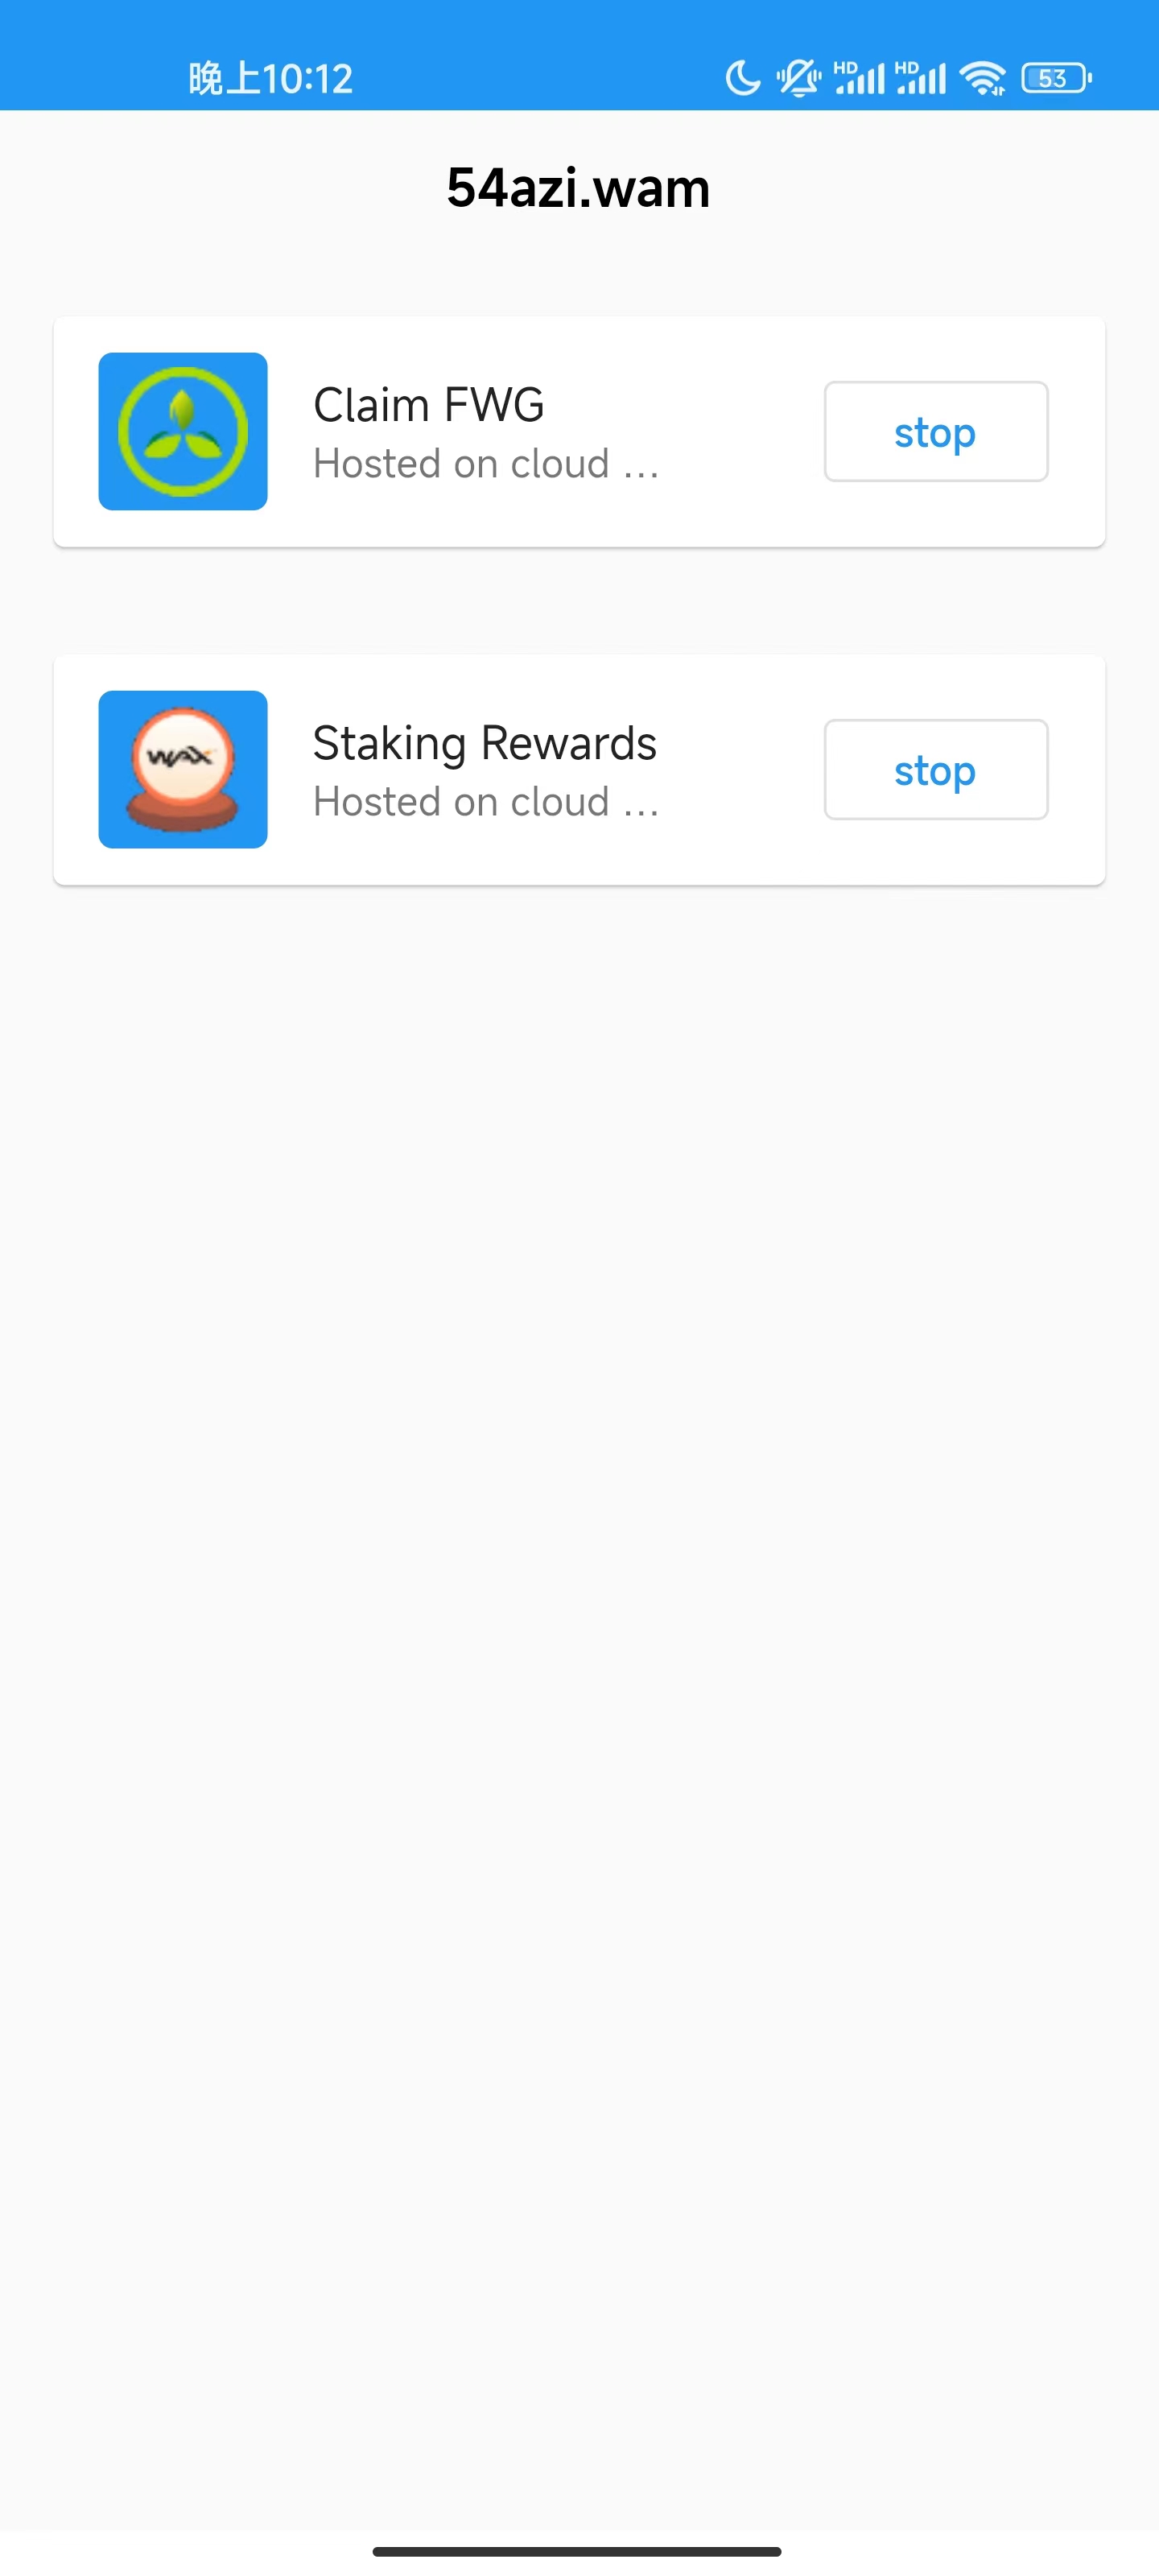 晚上10:12 HD HD 53
54azi.wam
Claim FWG
Hosted on cloud ...
stop
WAX
Staking Rewards
Hosted on cloud ...
stop